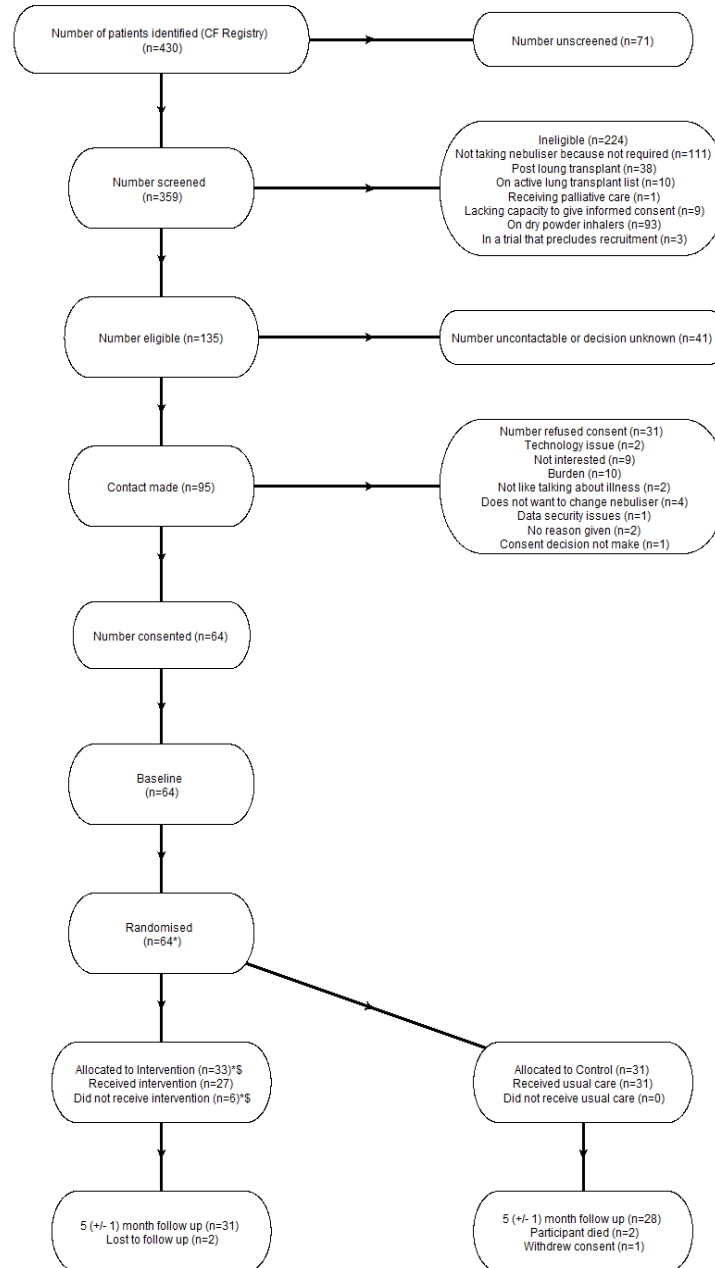 Number of patients identified (CF Registry)
(n=430)
Number unscreened (n=71)
Number screened
(n=359)
Ineligible (n=224)
Not taking nebuliser because not required (n=111)
Post loung transplant (n=38)
On active lung transplant list (n=10)
Receiving palliative care (n=1)
Lacking capacity to give informed consent (n=9)
On dry powder inhalers (n=93)
In a trial that precludes recruitment (n=3)
Number eligible (n=135)
Number uncontactable or decision unknown (n=41)
Contact made (n=95)
Number refused consent (n=31)
Technology issue (n=2)
Not interested (n=9)
Burden (n=10)
Not like talking about illness (n=2)
Does not want to change nebuliser (n=4)
Data security issues (n=1)
No reason given (n=2)
Consent decision not make (n=1)
Number consented (n=64)
Baseline
(n=64)
Randomised
(n=64*)
Allocated to Intervention (n=33)*$
Received intervention (n=27)
Did not receive intervention (n=6)*$
Allocated to Control (n=31)
Received usual care (n=31)
Did not receive usual care (n=0)
5 (+/- 1) month follow up (n=31)
Lost to follow up (n=2)
5 (+/- 1) month follow up (n=28)
Participant died (n=2)
Withdrew consent (n=1)